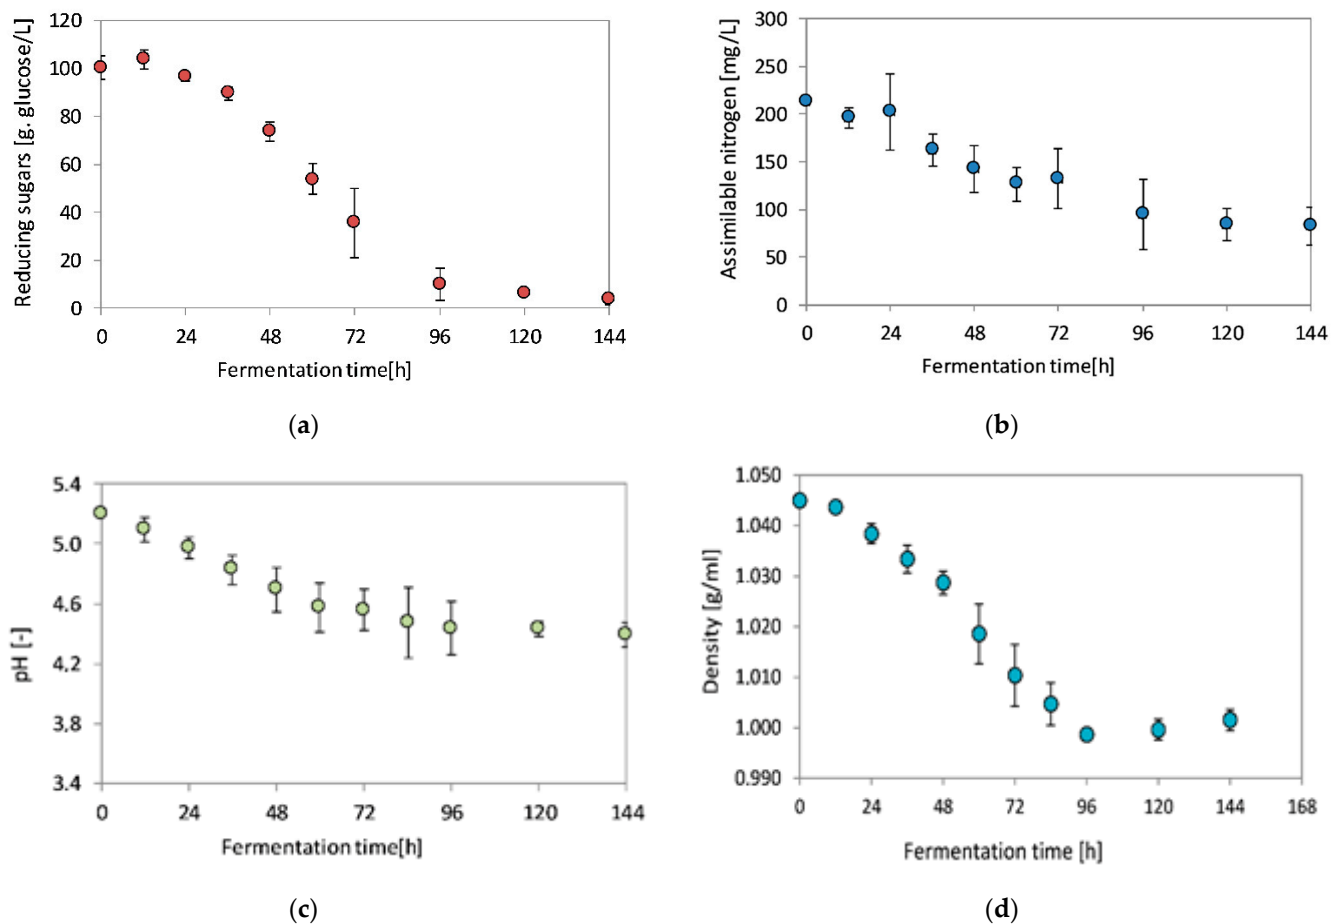 Reducing sugars [g. glucose/L]
120
100
80
60
40
20
0
0 24 48 72 96 120 144
Fermentation time[h]
(a)
Assimilable nitrogen [mg/L]
300
250
200
150
100
50
0
0 24 48 72 96 120 144
Fermentation time[h]
(b)
pH [-]
5.4
5.0
4.6
4.2
3.8
3.4
0 24 48 72 96 120 144
Fermentation time[h]
(c)
Density [g/ml]
1.050
1.040
1.030
1.020
1.010
1.000
0.990
0 24 48 72 96 120 144 168
Fermentation time [h]
(d)